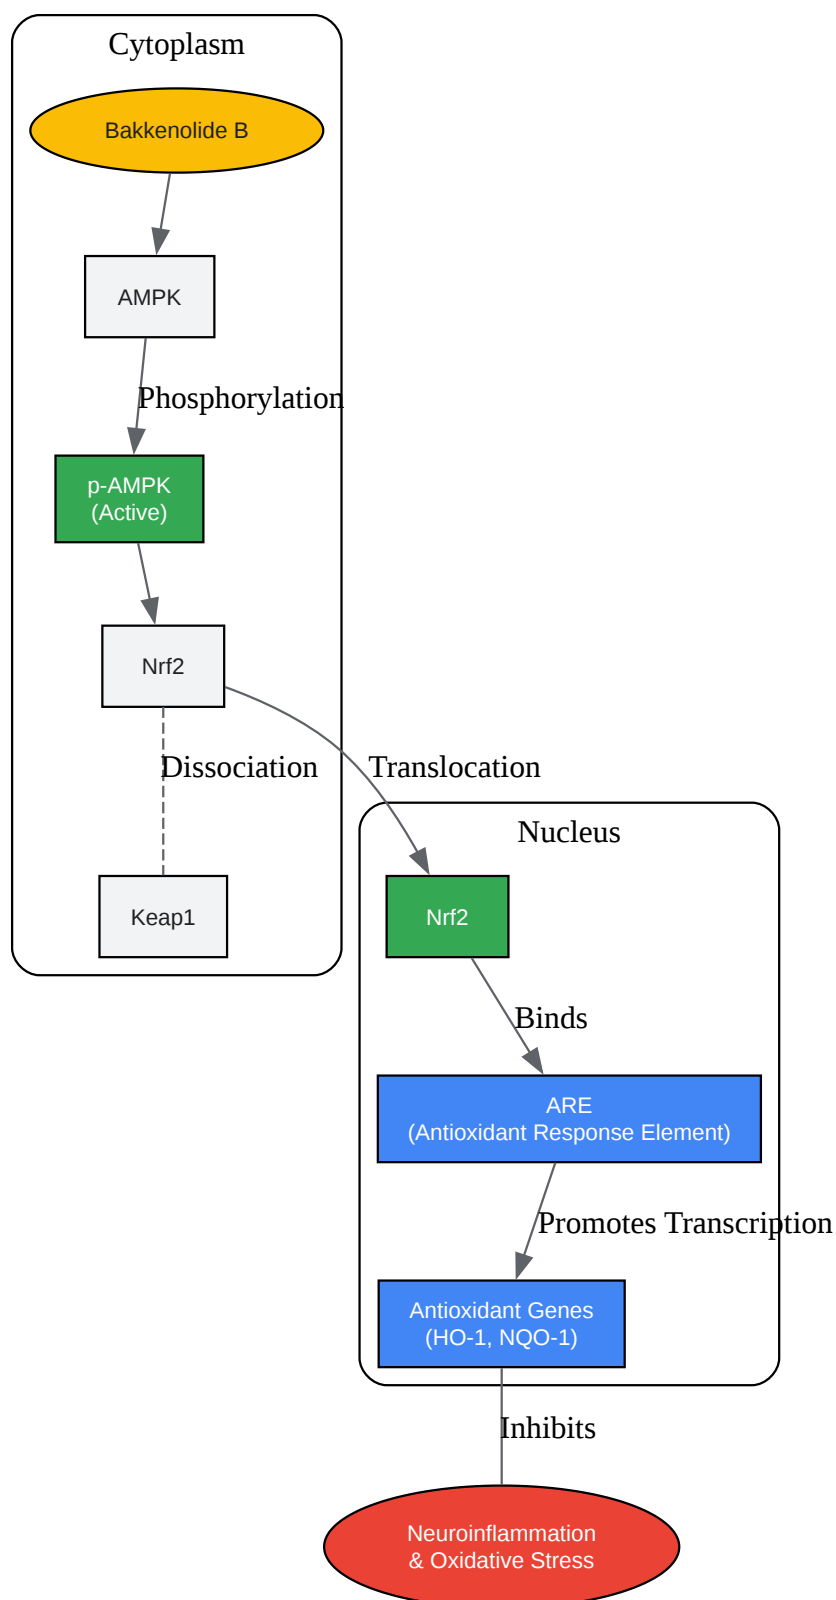 Cytoplasm
Bakkenolide B
AMPK
Phosphorylation
p-AMPK
(Active)
Nrf2
Dissociation
Translocation
Keap1
Nucleus
Nrf2
Binds
ARE
(Antioxidant Response Element)
Promotes Transcription
Antioxidant Genes
(HO-1, NQO-1)
Inhibits
Neuroinflammation
& Oxidative Stress